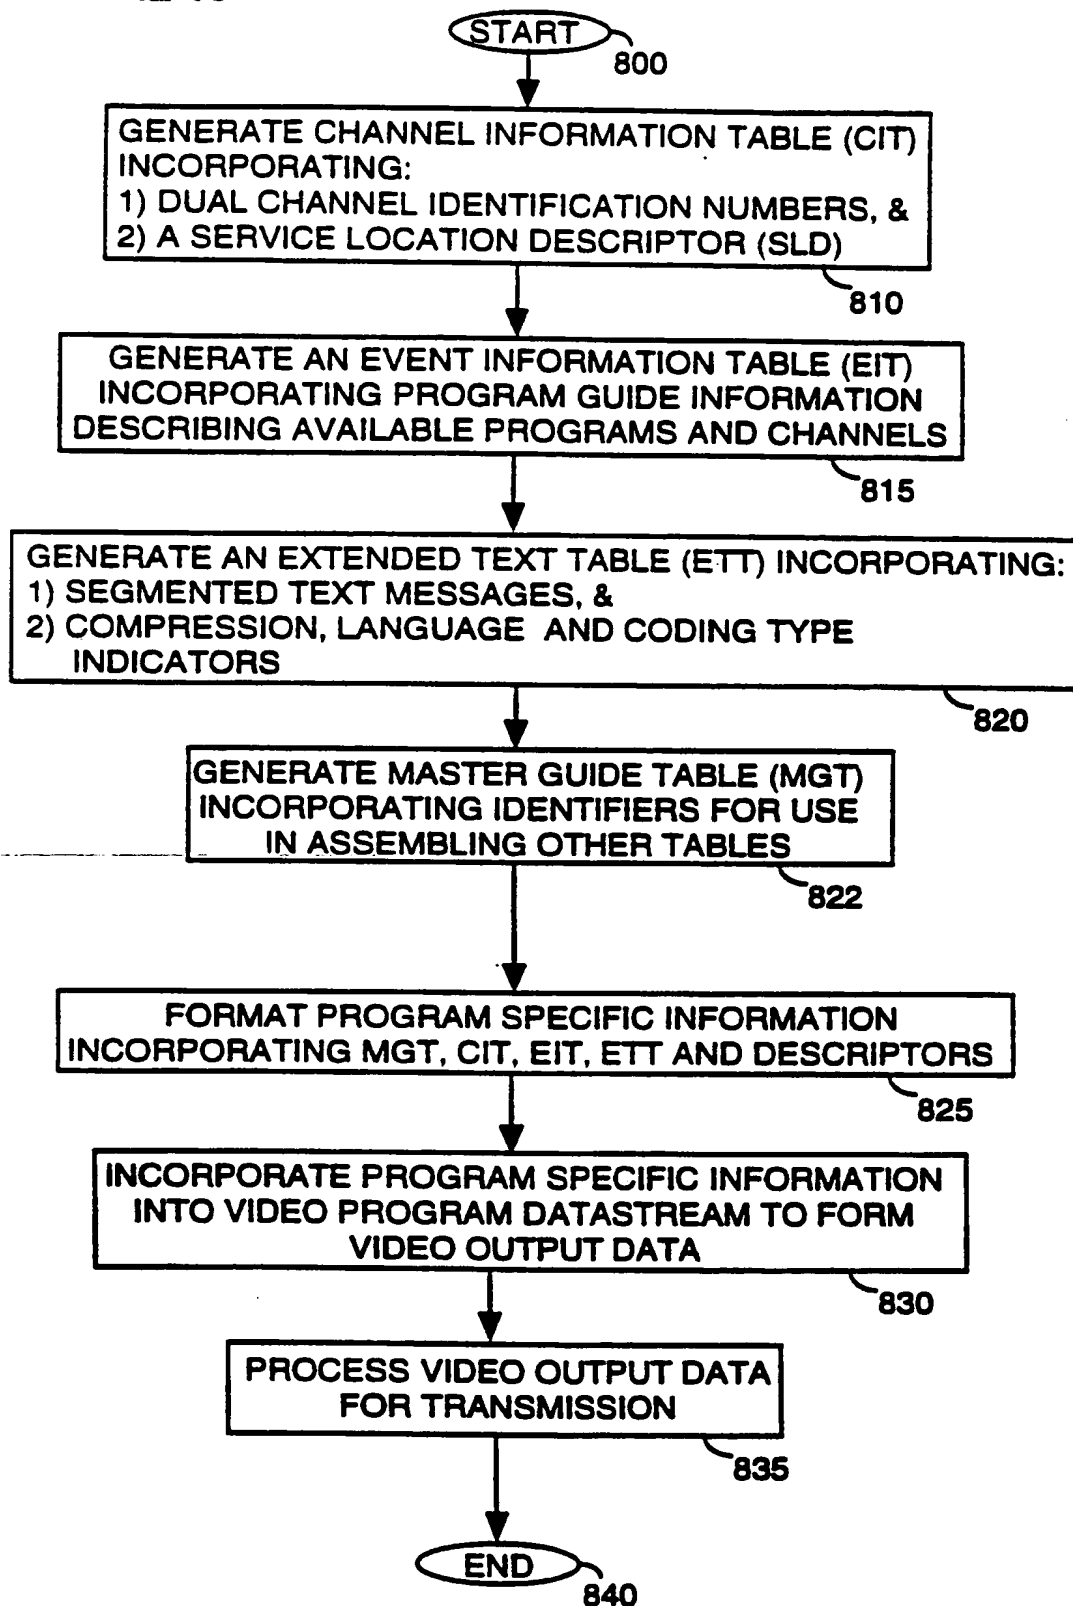 START
800
GENERATE CHANNEL INFORMATION TABLE (CIT)
INCORPORATING:
1) DUAL CHANNEL IDENTIFICATION NUMBERS, &
2) A SERVICE LOCATION DESCRIPTOR (SLD)
810
GENERATE AN EVENT INFORMATION TABLE (EIT)
INCORPORATING PROGRAM GUIDE INFORMATION
DESCRIBING AVAILABLE PROGRAMS AND CHANNELS
815
GENERATE AN EXTENDED TEXT TABLE (ETT) INCORPORATING:
1) SEGMENTED TEXT MESSAGES, &
2) COMPRESSION, LANGUAGE AND CODING TYPE
INDICATORS
820
GENERATE MASTER GUIDE TABLE (MGT)
INCORPORATING IDENTIFIERS FOR USE
IN ASSEMBLING OTHER TABLES
822
FORMAT PROGRAM SPECIFIC INFORMATION
INCORPORATING MGT, CIT, EIT, ETT AND DESCRIPTORS
825
INCORPORATE PROGRAM SPECIFIC INFORMATION
INTO VIDEO PROGRAM DATASTREAM TO FORM
VIDEO OUTPUT DATA
830
PROCESS VIDEO OUTPUT DATA
FOR TRANSMISSION
835
END
840